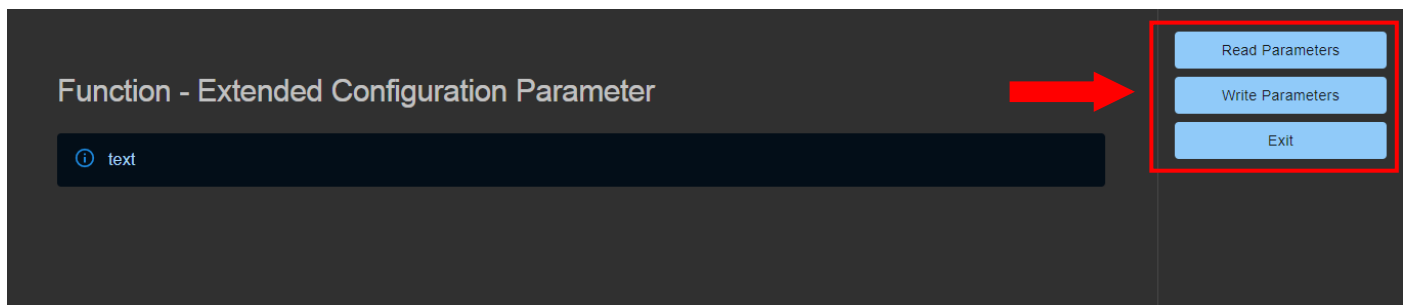 Function - Extended Configuration Parameter
text
Read Parameters
Write Parameters
Exit